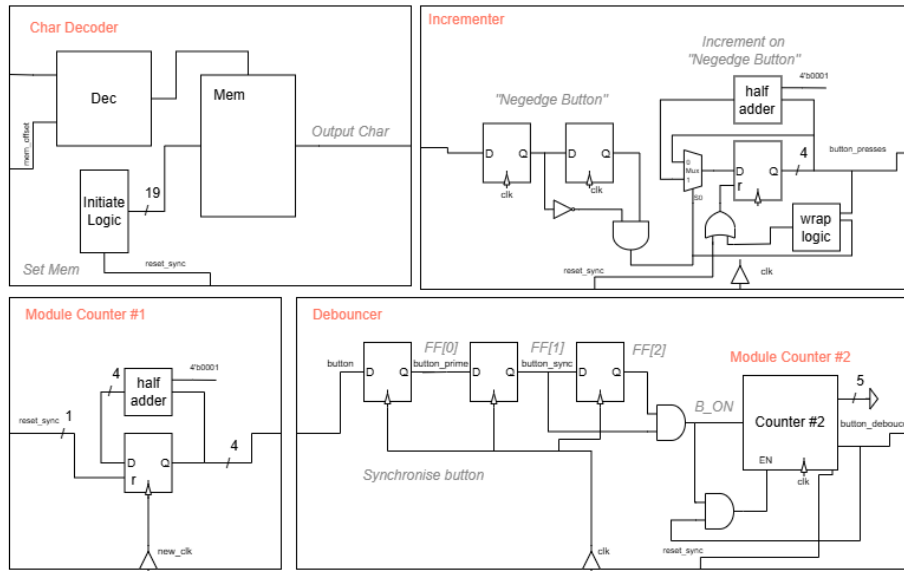 Char Decoder
Dec
Mem
mem_offset
Output Char
Initiate
Logic
19
Set Mem
reset_sync
Incrementer
Increment on
"Negedge Button"
4'b0001
half
adder
"Negedge Button"
D
Q
clk
D
Q
clk
0
Mux
1
S0
D
Q
r
4
button_presses
wrap
logic
reset_sync
clk
Module Counter #1
4
half
adder
4'b0001
reset_sync
1
D
Q
r
4
new_clk
Debouncer
button
D
Q
FF[0]
button_prime
D
Q
FF[1]
button_sync
D
Q
FF[2]
Module Counter #2
B_ON
Counter #2
5
EN
clk
Synchronise button
reset_sync
clk